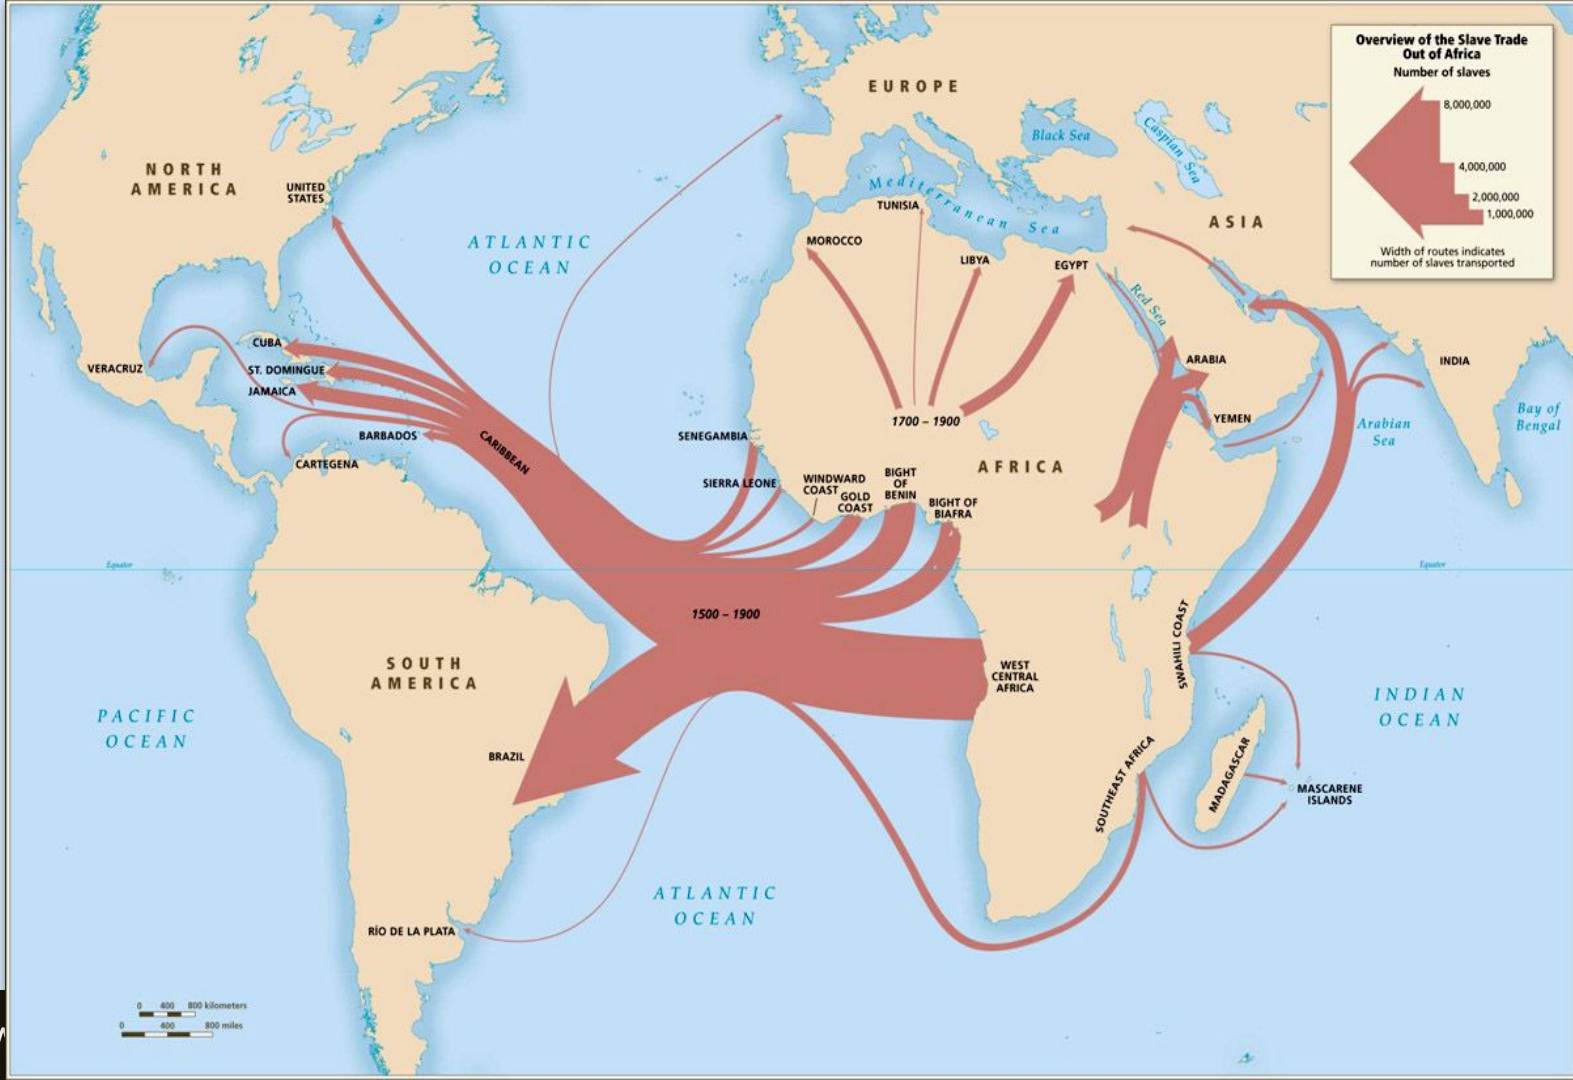 Overview of the Slave Trade
Out of Africa
Number of slaves
8,000,000
4,000,000
2,000,000
1,000,000
Width of routes indicates
number of slaves transported
EUROPE
Black Sea
Caspian Sea
NORTH
AMERICA
UNITED
STATES
Mediterranean Sea
TUNISIA
ASIA
ATLANTIC
OCEAN
MOROCCO
LIBYA
EGYPT
Red Sea
CUBA
VERACRUZ
ST. DOMINGUE
JAMAICA
ARABIA
INDIA
BARBADOS
CARIBBEAN
SENEGAMBIA
1700 – 1900
YEMEN
Arabian
Sea
Bay of
Bengal
CARTEGENA
SIERRA LEONE
WINDWARD
COAST
GOLD
COAST
BIGHT
OF
BENIN
BIGHT OF
BIAFRA
AFRICA
Equator
Equator
1500 – 1900
SWAHILI COAST
SOUTH
AMERICA
WEST
CENTRAL
AFRICA
PACIFIC
OCEAN
INDIAN
OCEAN
BRAZIL
SOUTHEAST AFRICA
MADAGASCAR
MASCARENE
ISLANDS
ATLANTIC
OCEAN
RÍO DE LA PLATA
0 400 800 kilometers
0 400 800 miles